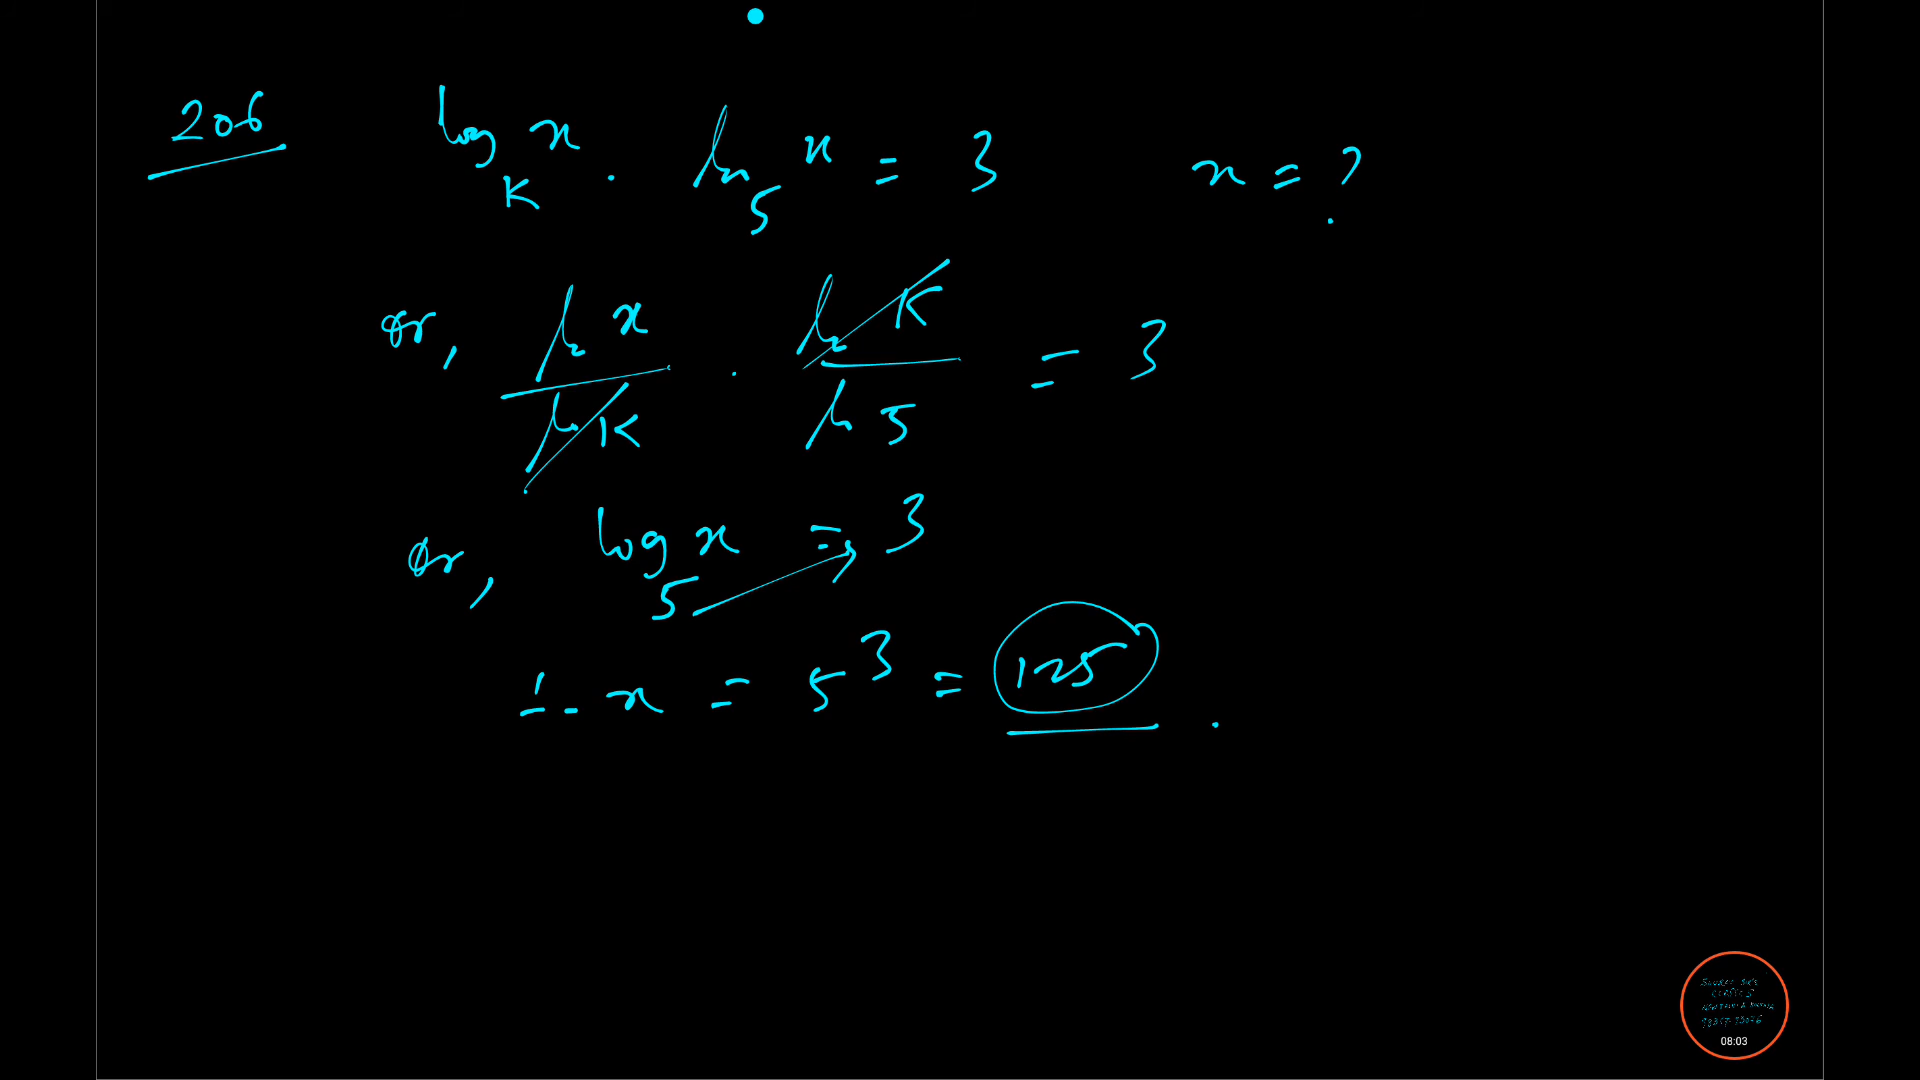 206 log_K x . log_5 x = 3 x = ?
or, log x / log K . log K / log 5 = 3
or, log_5 x = 3
∴ x = 5^3 = 125 .
08:03